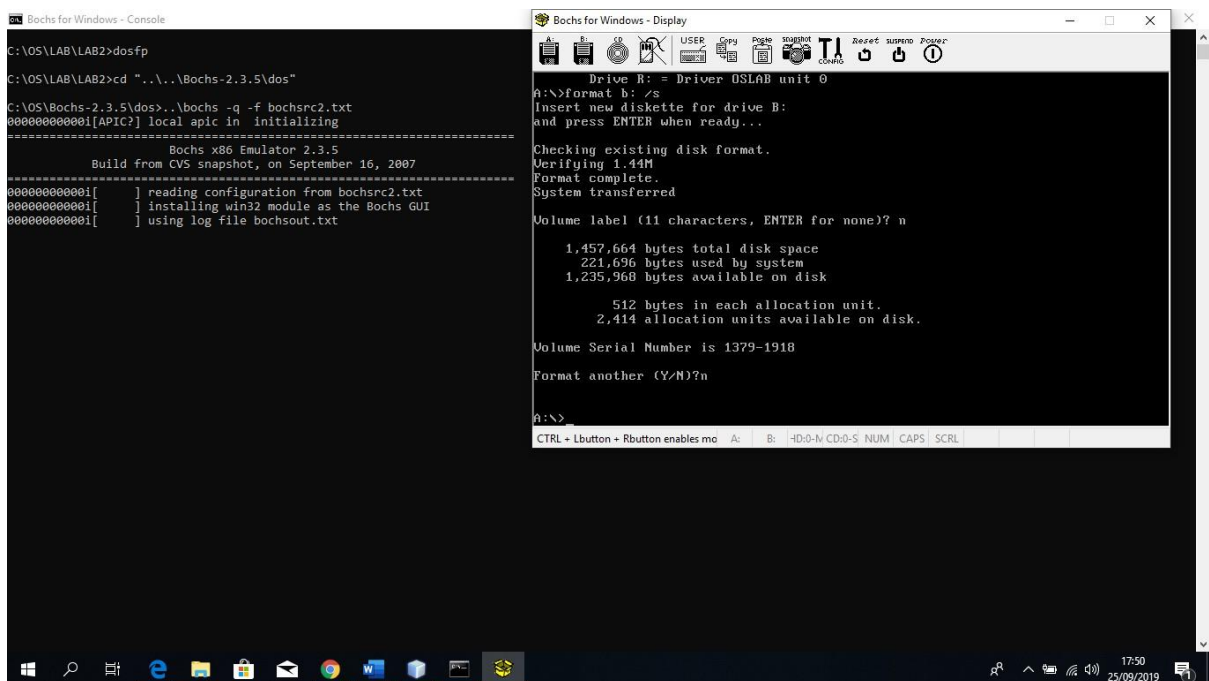 Bochs for Windows - Console
C:\OS\LAB\LAB2>dosfp
C:\OS\LAB\LAB2>cd "..\..\Bochs-2.3.5\dos"
C:\OS\Bochs-2.3.5\dos>..\bochs -q -f bochsrc2.txt
00000000000i[APIC?] local apic in  initializing
========================================================================
Bochs x86 Emulator 2.3.5
Build from CVS snapshot, on September 16, 2007
========================================================================
00000000000i[     ] reading configuration from bochsrc2.txt
00000000000i[     ] installing win32 module as the Bochs GUI
00000000000i[     ] using log file bochsout.txt
Bochs for Windows - Display
A: B: CD USER Copy Paste snapshot CONFIG Reset SUSPEND Power
Drive R: = Driver OSLAB unit 0
A:\>format b: /s
Insert new diskette for drive B:
and press ENTER when ready...
Checking existing disk format.
Verifying 1.44M
Format complete.
System transferred
Volume label (11 characters, ENTER for none)? n
1,457,664 bytes total disk space
221,696 bytes used by system
1,235,968 bytes available on disk
512 bytes in each allocation unit.
2,414 allocation units available on disk.
Volume Serial Number is 1379-1918
Format another (Y/N)?n
A:\>_
CTRL + Lbutton + Rbutton enables mo A: B: HD:0-M CD:0-S NUM CAPS SCRL
17:50
25/09/2019